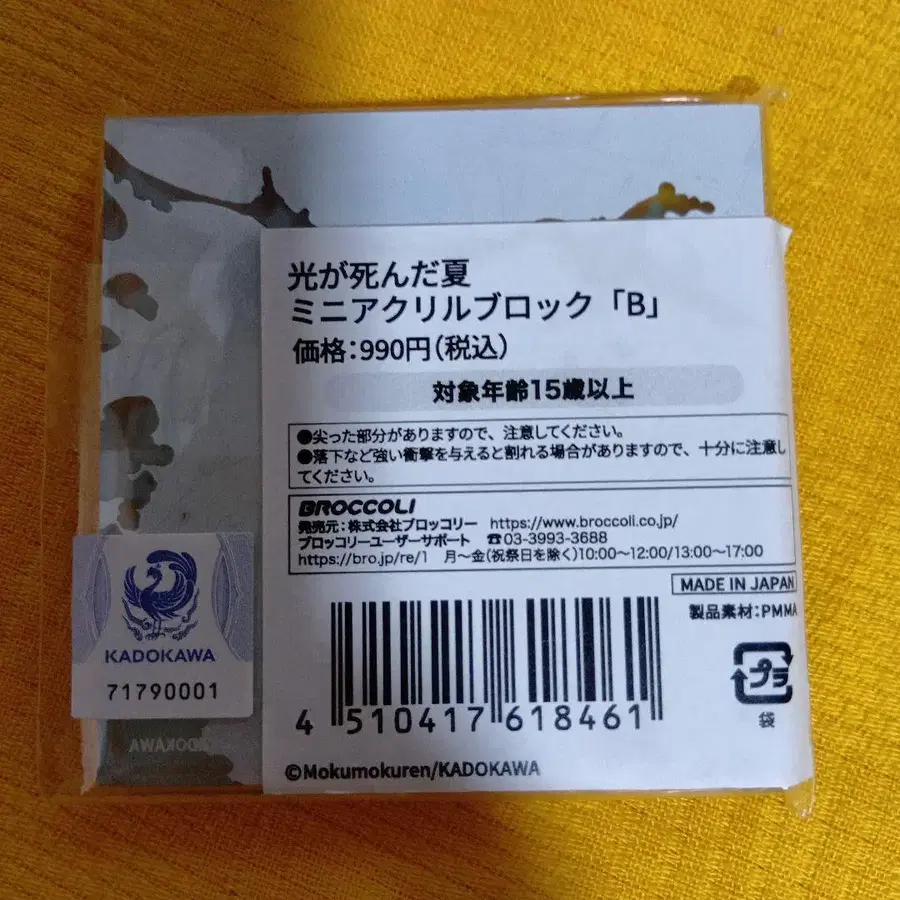 光が死んだ夏
ミニアクリルブロック「B」
価格:990円(税込)
対象年齢15歳以上
●尖った部分がありますので、注意してください。
●落下など強い衝撃を与えると割れる場合がありますので、十分に注意し
てください。
BROCCOLI
発売元:株式会社ブロッコリー https://www.broccoli.co.jp/
ブロッコリーユーザーサポート ☎03-3993-3688
https://bro.jp/re/1 月〜金(祝祭日を除く)10:00〜12:00/13:00〜17:00
MADE IN JAPAN
製品素材:PMMA
プラ
袋
4 510417 618461
©Mokumokuren/KADOKAWA
KADOKAWA
71790001
KADOKAWA